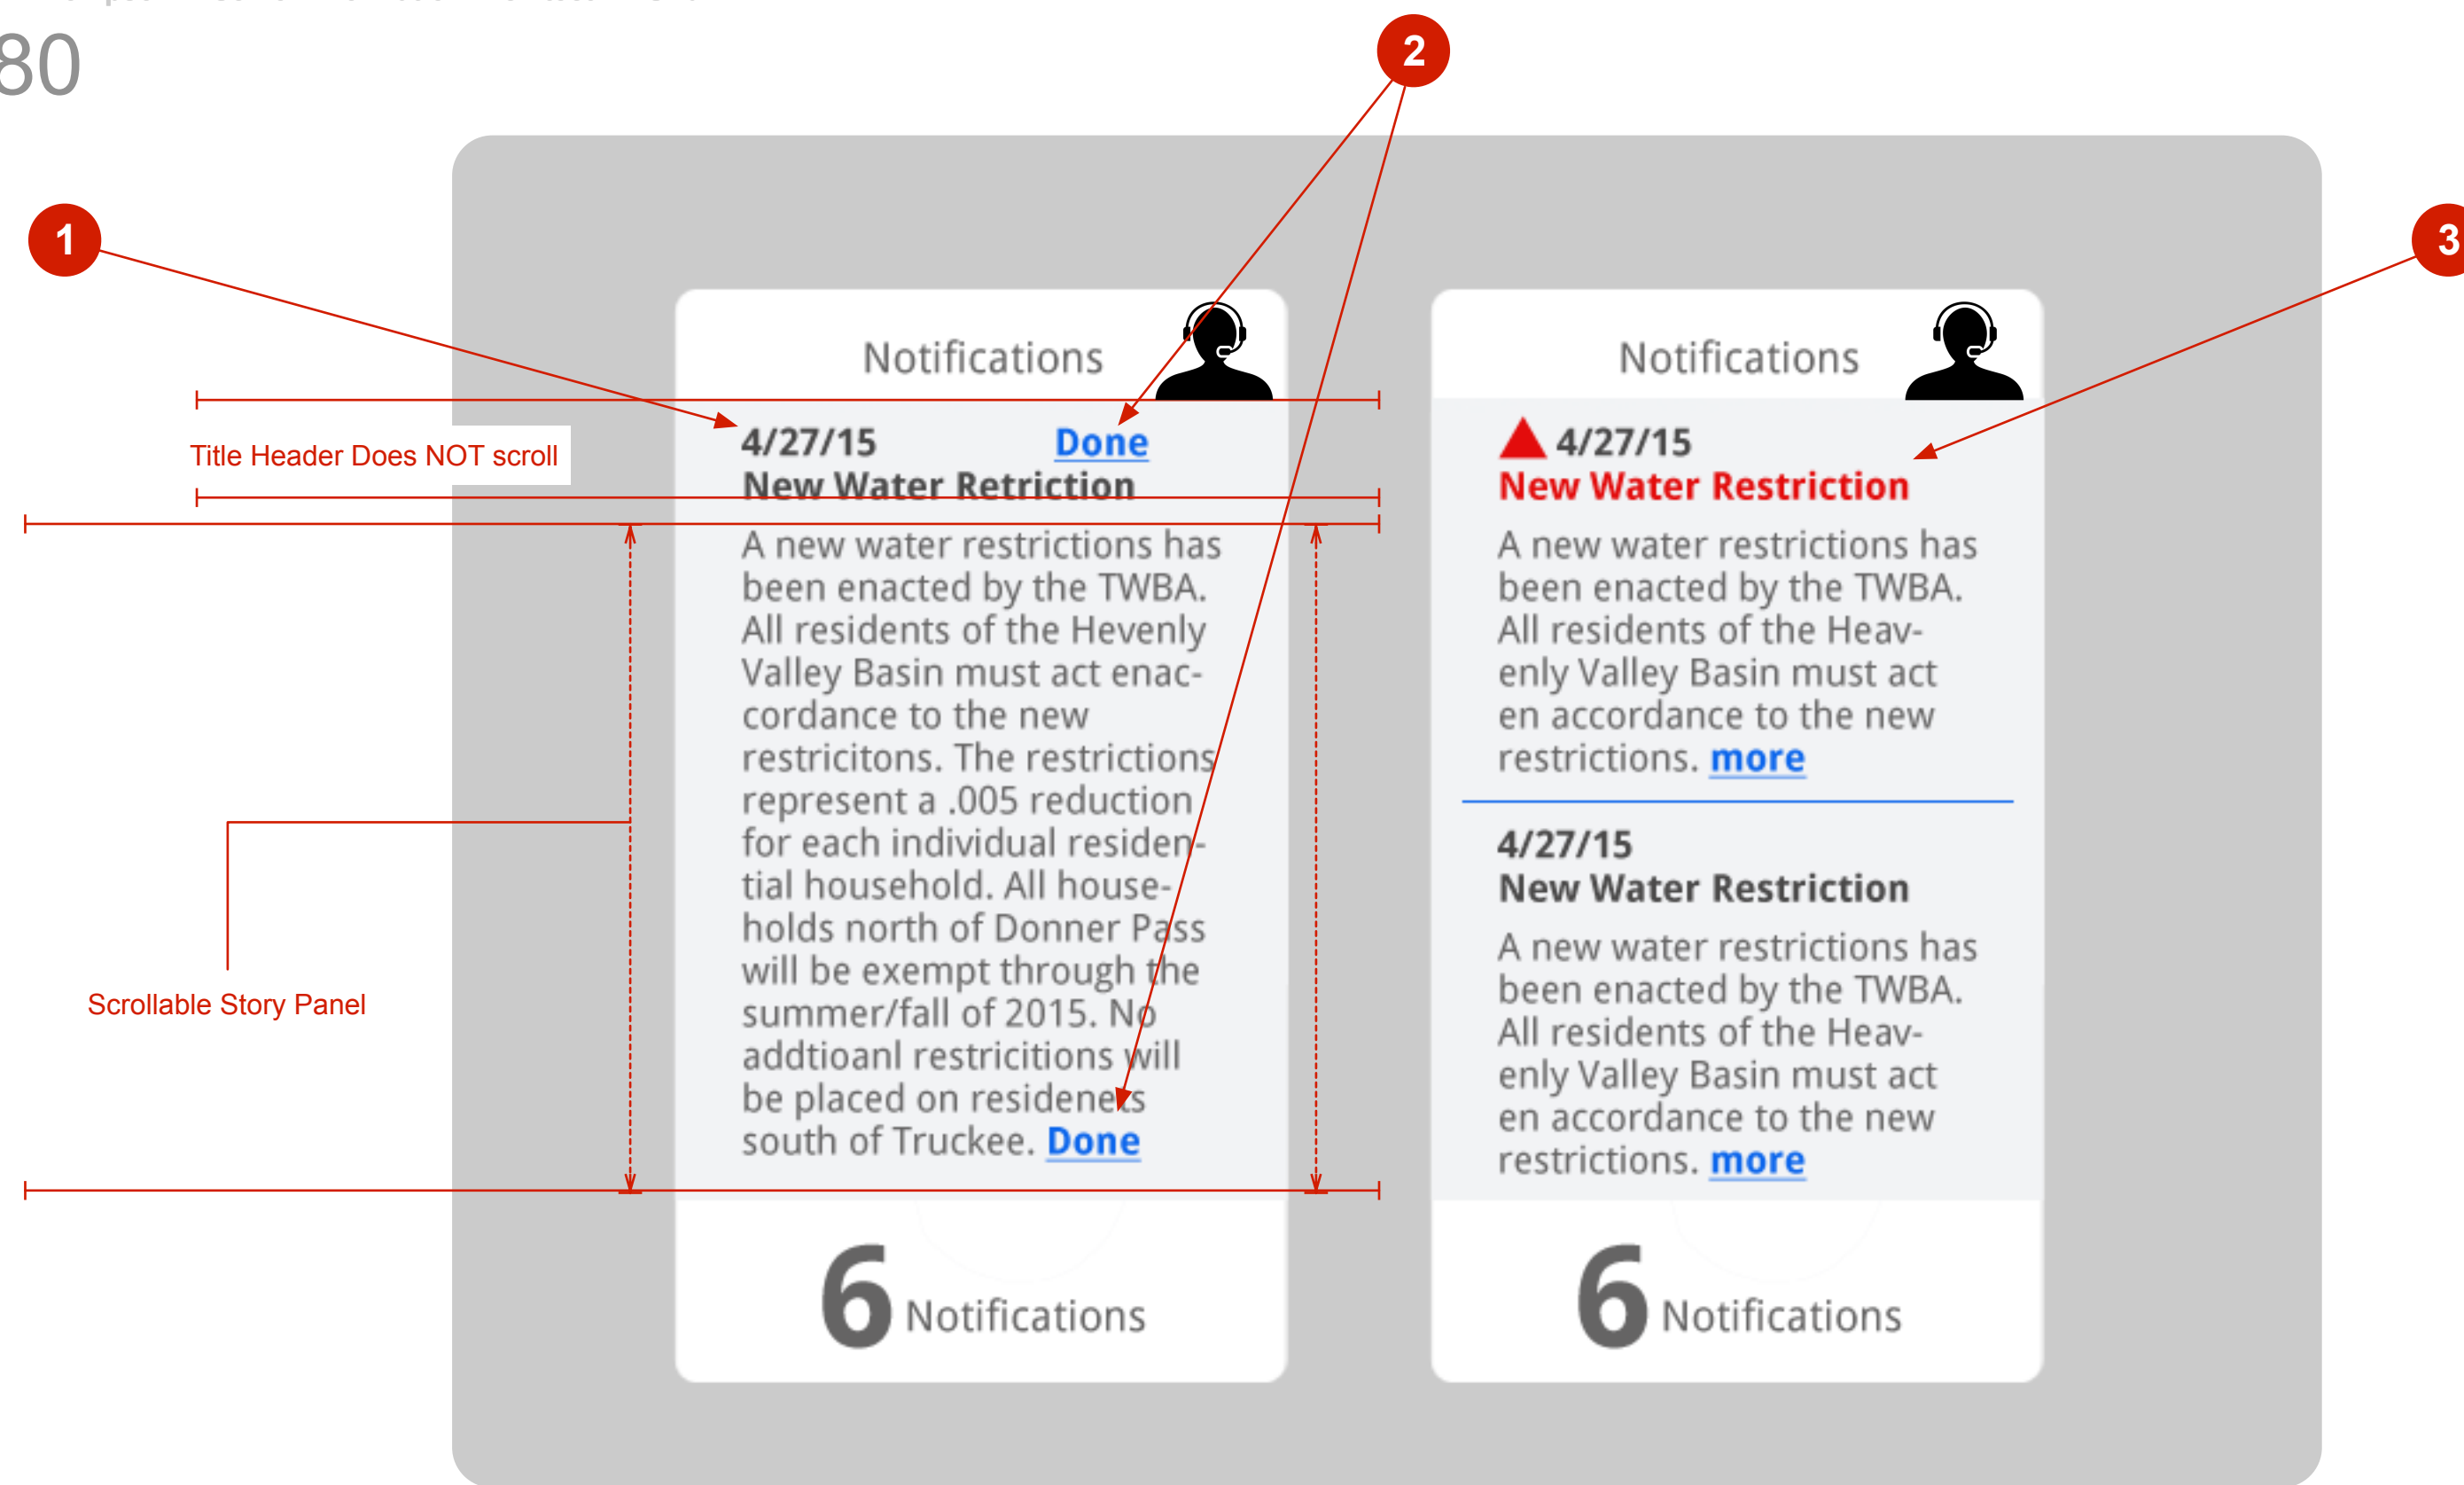 80
2
1
3
Title Header Does NOT scroll
Scrollable Story Panel
Notifications
4/27/15 Done
New Water Retriction
A new water restrictions has
been enacted by the TWBA.
All residents of the Hevenly
Valley Basin must act enac-
cordance to the new
restricitons. The restrictions
represent a .005 reduction
for each individual residen-
tial household. All house-
holds north of Donner Pass
will be exempt through the
summer/fall of 2015. No
addtioanl restricitions will
be placed on residenets
south of Truckee. Done
6 Notifications
Notifications
4/27/15
New Water Restriction
A new water restrictions has
been enacted by the TWBA.
All residents of the Heav-
enly Valley Basin must act
en accordance to the new
restrictions. more
4/27/15
New Water Restriction
A new water restrictions has
been enacted by the TWBA.
All residents of the Heav-
enly Valley Basin must act
en accordance to the new
restrictions. more
6 Notifications